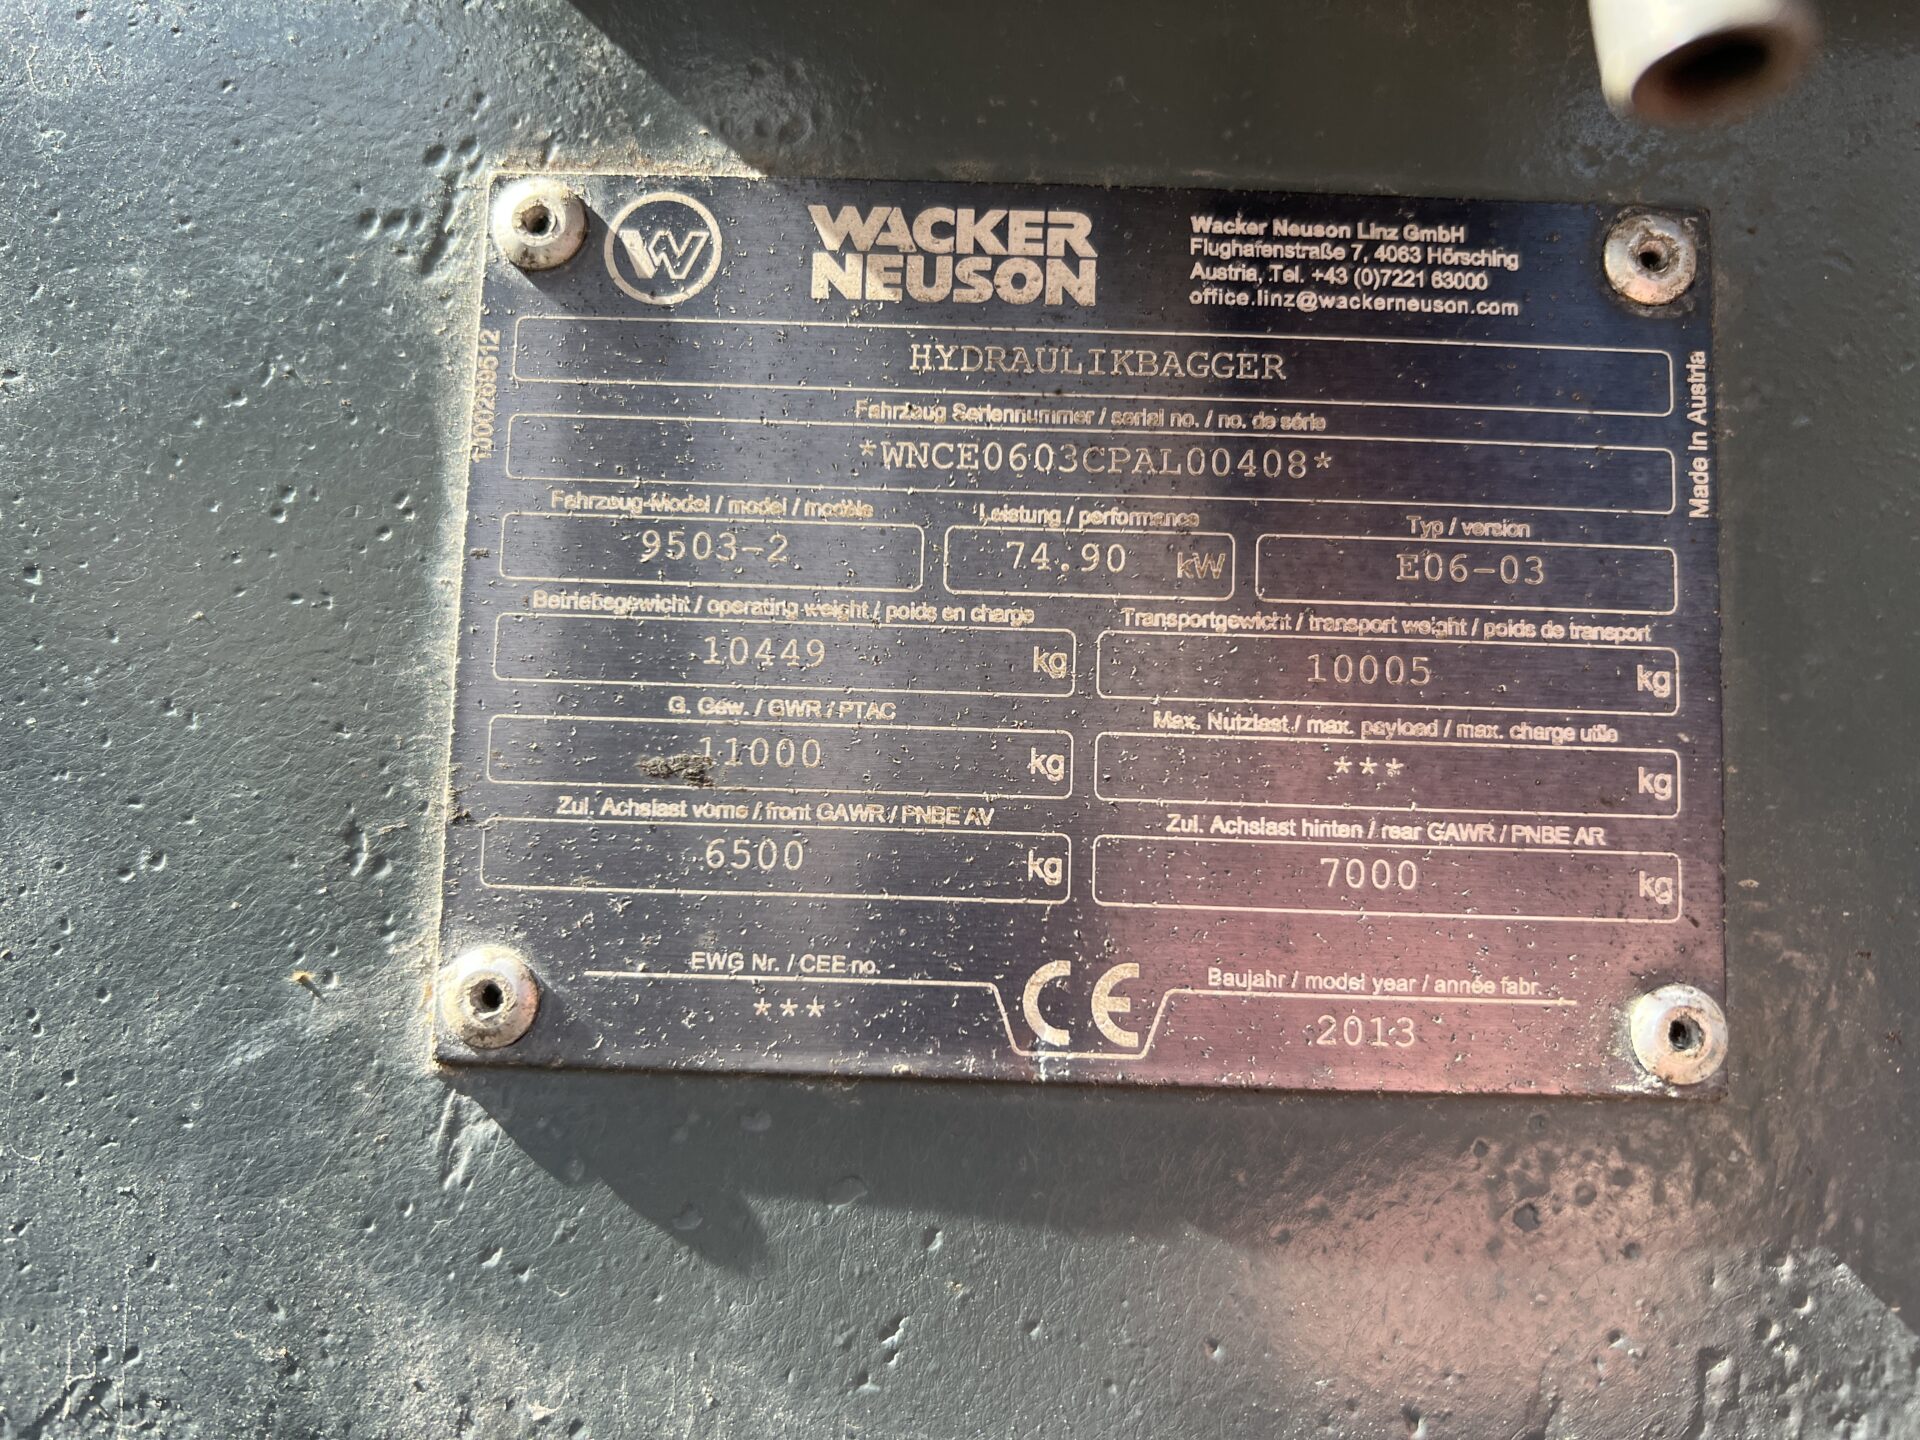 W
WACKER
NEUSON
Wacker Neuson Linz GmbH
Flughafenstraße 7, 4063 Hörsching
Austria, Tel. +43 (0)7221 63000
office.linz@wackerneuson.com
1000269512
HYDRAULIKBAGGER
Made in Austria
Fahrzeug Seriennummer / serial no. / no. de série
*WNCE0603CPAL00408*
Fahrzeug-Model / model / modèle
9503-2
Leistung / performance
74.90 kW
Typ / version
E06-03
Betriebsgewicht / operating weight / poids en charge
10449 kg
Transportgewicht / transport weight / poids de transport
10005 kg
G. Gew. / GWR / PTAC
11000 kg
Max. Nutzlast / max. payload / max. charge utile
*** kg
Zul. Achslast vorne / front GAWR / PNBE AV
6500 kg
Zul. Achslast hinten / rear GAWR / PNBE AR
7000 kg
EWG Nr. / CEE no.
***
CE
Baujahr / model year / année fabr.
2013